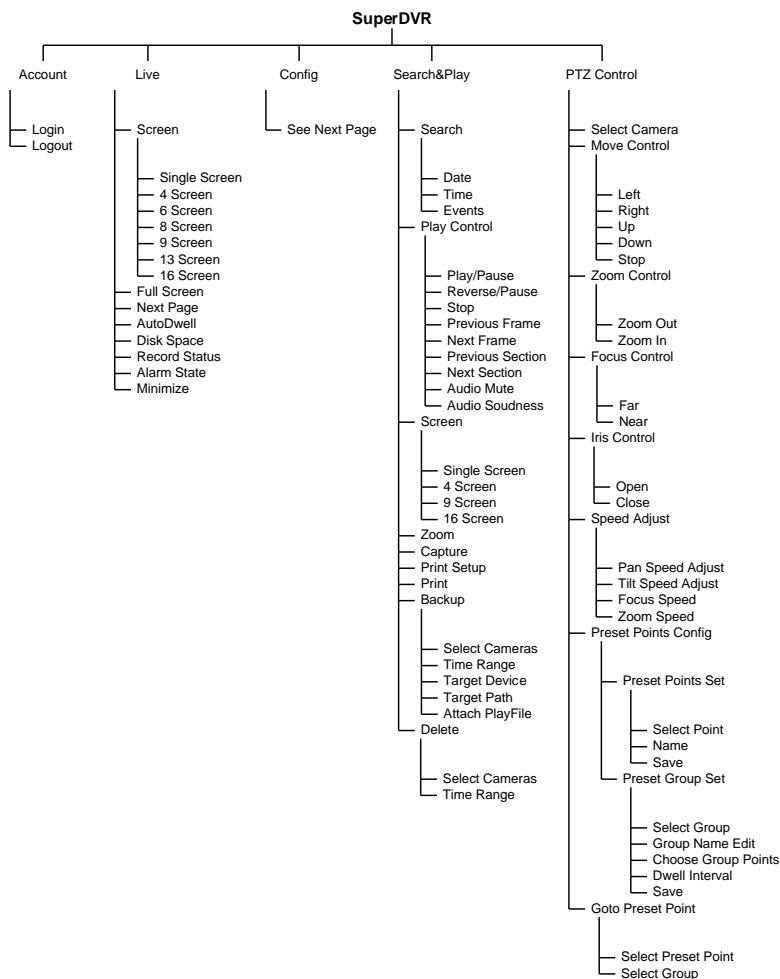 SuperDVR
Account
Login
Logout
Live
Screen
Single Screen
4 Screen
6 Screen
8 Screen
9 Screen
13 Screen
16 Screen
Full Screen
Next Page
AutoDwell
Disk Space
Record Status
Alarm State
Minimize
Config
See Next Page
Search&Play
Search
Date
Time
Events
Play Control
Play/Pause
Reverse/Pause
Stop
Previous Frame
Next Frame
Previous Section
Next Section
Audio Mute
Audio Soudness
Screen
Single Screen
4 Screen
9 Screen
16 Screen
Zoom
Capture
Print Setup
Print
Backup
Select Cameras
Time Range
Target Device
Target Path
Attach PlayFile
Delete
Select Cameras
Time Range
PTZ Control
Select Camera
Move Control
Left
Right
Up
Down
Stop
Zoom Control
Zoom Out
Zoom In
Focus Control
Far
Near
Iris Control
Open
Close
Speed Adjust
Pan Speed Adjust
Tilt Speed Adjust
Focus Speed
Zoom Speed
Preset Points Config
Preset Points Set
Select Point
Name
Save
Preset Group Set
Select Group
Group Name Edit
Choose Group Points
Dwell Interval
Save
Goto Preset Point
Select Preset Point
Select Group